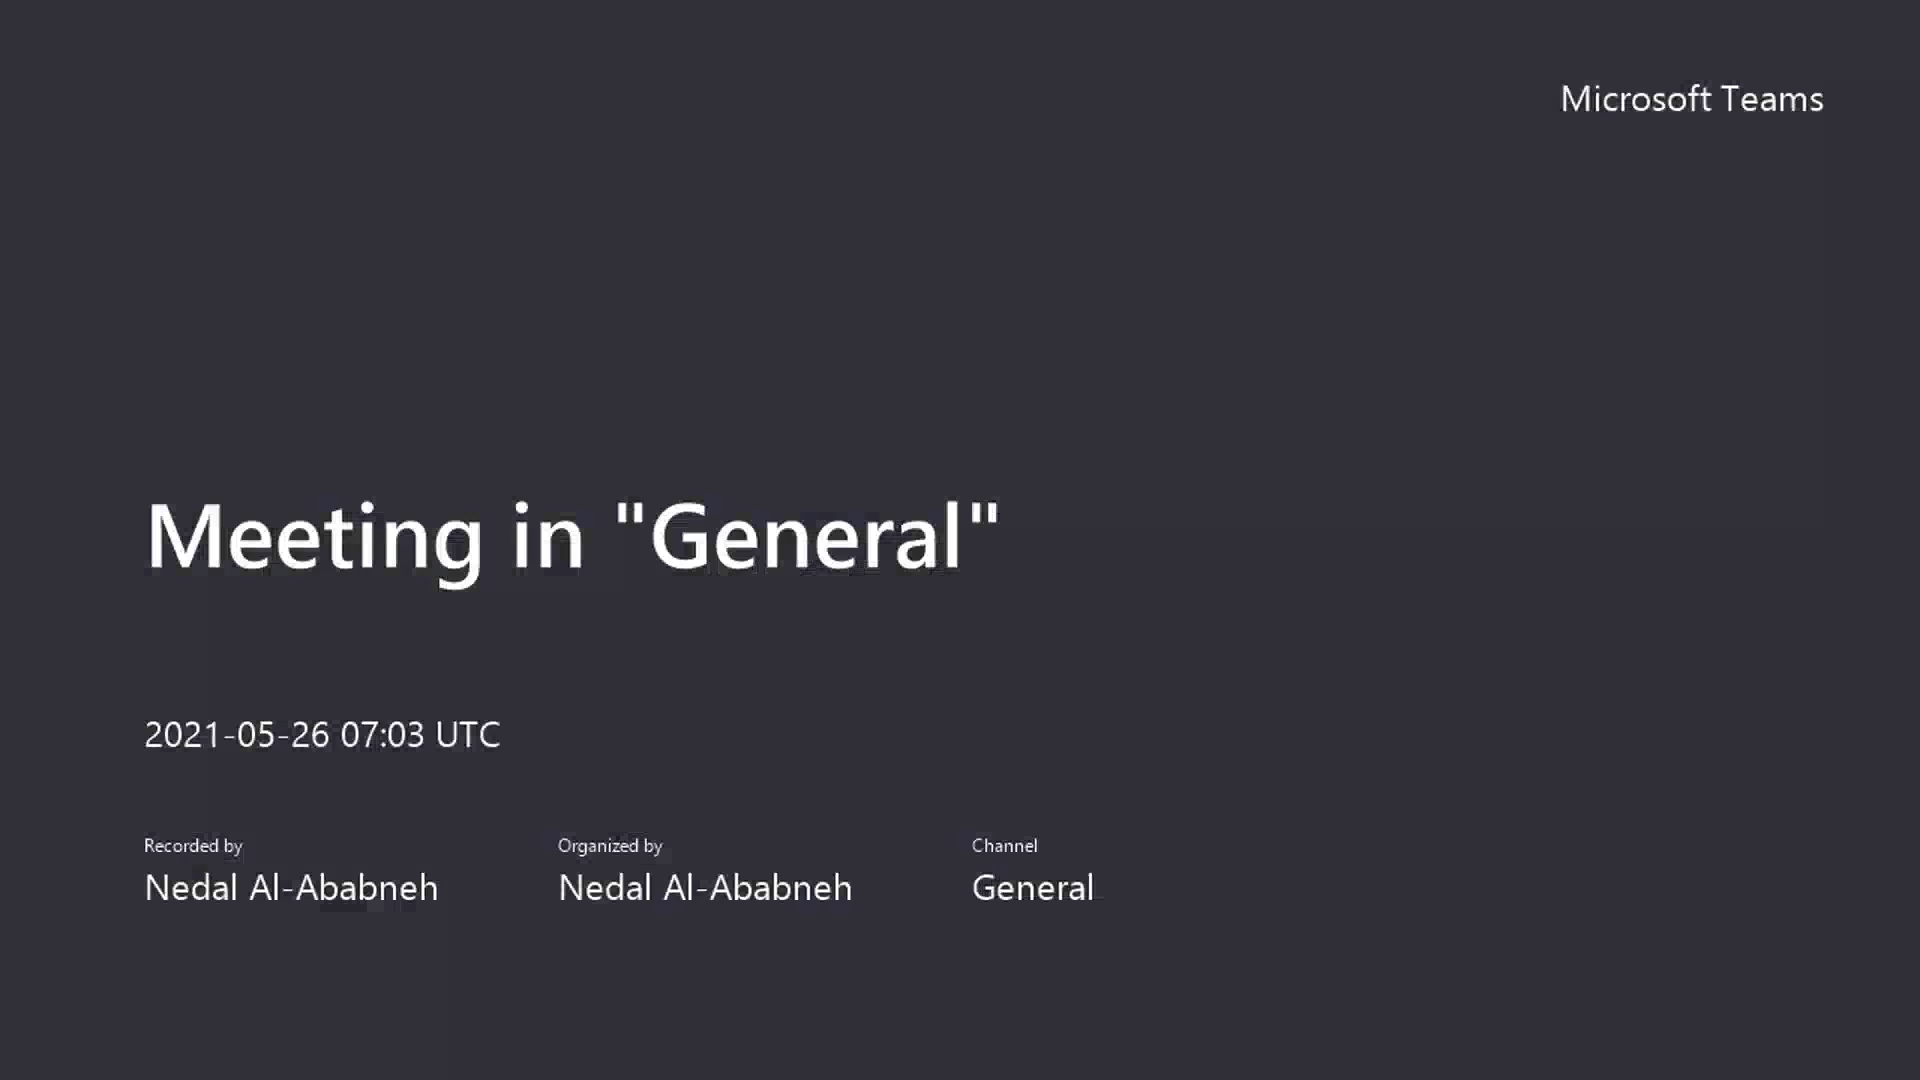 Microsoft Teams
Meeting in "General"
2021-05-26 07:03 UTC
Recorded by
Nedal Al-Ababneh
Organized by
Nedal Al-Ababneh
Channel
General